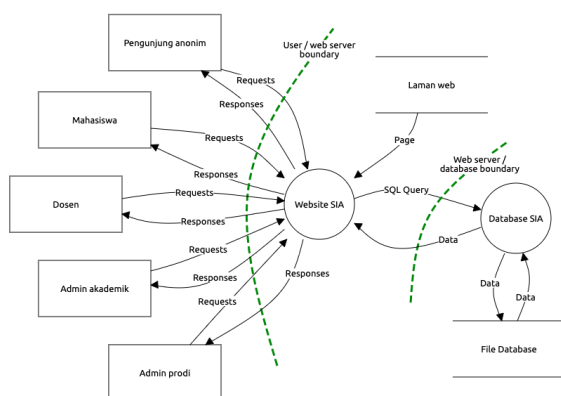 Pengunjung anonim
User / web server
boundary
Requests
Laman web
Responses
Mahasiswa
Requests
Page
Responses
Web server /
database boundary
Dosen
Requests
SQL Query
Website SIA
Database SIA
Responses
Data
Requests
Admin akademik
Responses
Responses
Requests
Data
Data
File Database
Admin prodi